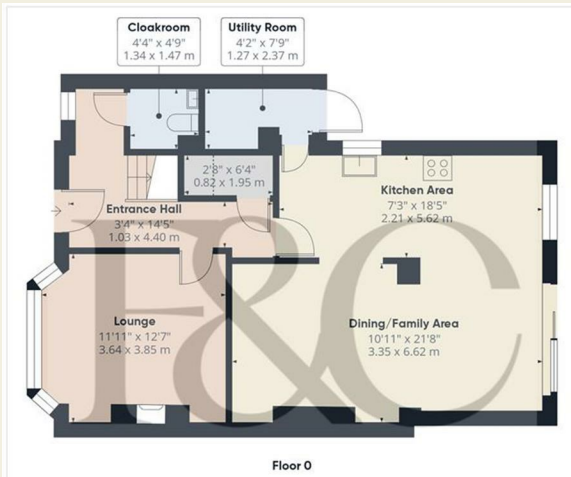 Cloakroom
4'4" x 4'9"
1.34 x 1.47 m
Utility Room
4'2" x 7'9"
1.27 x 2.37 m
2'8" x 6'4"
0.82 x 1.95 m
Kitchen Area
7'3" x 18'5"
2.21 x 5.62 m
Entrance Hall
3'4" x 14'5"
1.03 x 4.40 m
Lounge
11'11" x 12'7"
3.64 x 3.85 m
Dining/Family Area
10'11" x 21'8"
3.35 x 6.62 m
F&C
Floor 0